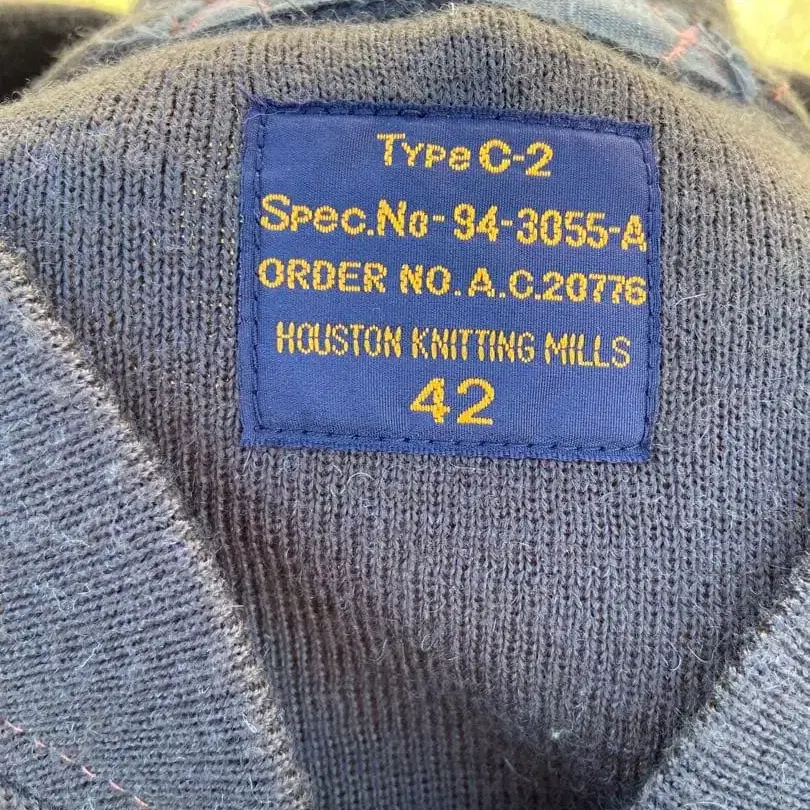 Type C-2
Spec.No-94-3055-A
ORDER NO.A.C.20776
HOUSTON KNITTING MILLS
42